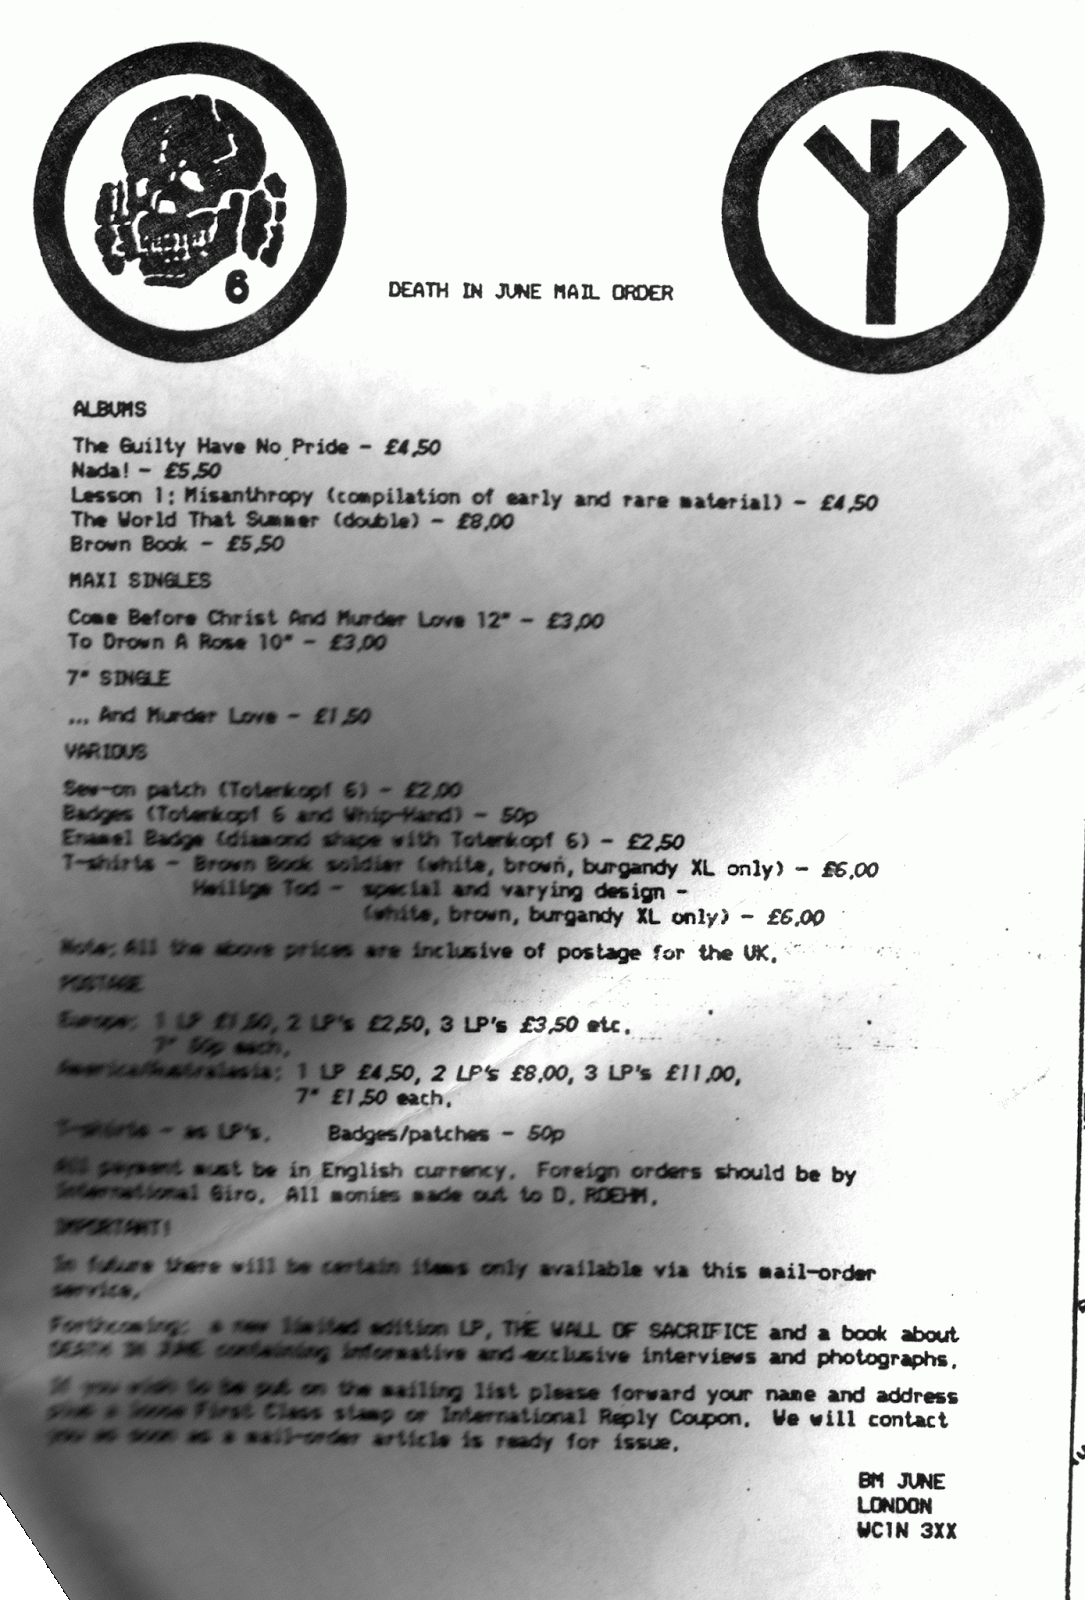 6
DEATH IN JUNE MAIL ORDER
ALBUMS
The Guilty Have No Pride - £4,50
Nada! - £5,50
Lesson 1: Misanthropy (compilation of early and rare material) - £4,50
The World That Summer (double) - £8,00
Brown Book - £5,50
MAXI SINGLES
Come Before Christ And Murder Love 12" - £3,00
To Drown A Rose 10" - £3,00
7" SINGLE
... And Murder Love - £1,50
VARIOUS
Sew-on patch (Totenkopf 6) - £2,00
Badges (Totenkopf 6 and Whip-Hand) - 50p
Enamel Badge (diamond shape with Totenkopf 6) - £2,50
T-shirts - Brown Book soldier (white, brown, burgandy XL only) - £6,00
Heilige Tod - special and varying design -
(white, brown, burgandy XL only) - £6,00
Note: All the above prices are inclusive of postage for the UK.
POSTAGE
Europe: 1 LP £1,50, 2 LP's £2,50, 3 LP's £3,50 etc.
7" 50p each.
America/Australasia: 1 LP £4,50, 2 LP's £8,00, 3 LP's £11,00,
7" £1,50 each.
T-shirts - as LP's. Badges/patches - 50p
All payment must be in English currency. Foreign orders should be by
International Giro. All monies made out to D. ROEHM.
IMPORTANT!
In future there will be certain items only available via this mail-order
service.
Forthcoming: a new limited edition LP, THE WALL OF SACRIFICE and a book about
DEATH IN JUNE containing informative and exclusive interviews and photographs.
If you wish to be put on the mailing list please forward your name and address
plus a loose First Class stamp or International Reply Coupon. We will contact
you as soon as a mail-order article is ready for issue.
BM JUNE
LONDON
WC1N 3XX